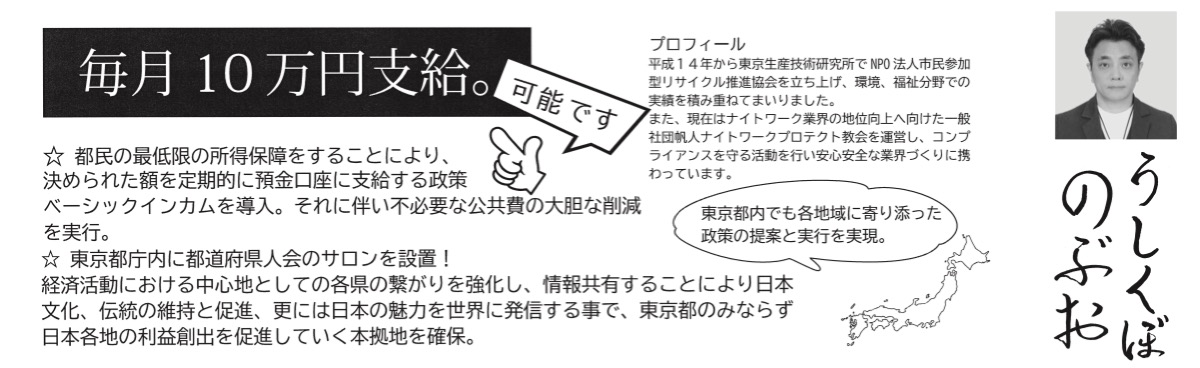 毎月10万円支給。
可能です
☆ 都民の最低限の所得保障をすることにより、
決められた額を定期的に預金口座に支給する政策
ベーシックインカムを導入。それに伴い不必要な公共費の大胆な削減
を実行。
☆ 東京都庁内に都道府県人会のサロンを設置！
経済活動における中心地としての各県の繋がりを強化し、情報共有することにより日本
文化、伝統の維持と促進、更には日本の魅力を世界に発信する事で、東京都のみならず
日本各地の利益創出を促進していく本拠地を確保。
プロフィール
平成１４年から東京生産技術研究所でNPO法人市民参加
型リサイクル推進協会を立ち上げ、環境、福祉分野での
実績を積み重ねてまいりました。
また、現在はナイトワーク業界の地位向上へ向けた一般
社団帆人ナイトワークプロテクト教会を運営し、コンプ
ライアンスを守る活動を行い安心安全な業界づくりに携
わっています。
東京都内でも各地域に寄り添った
政策の提案と実行を実現。
うしくぼ
のぶお